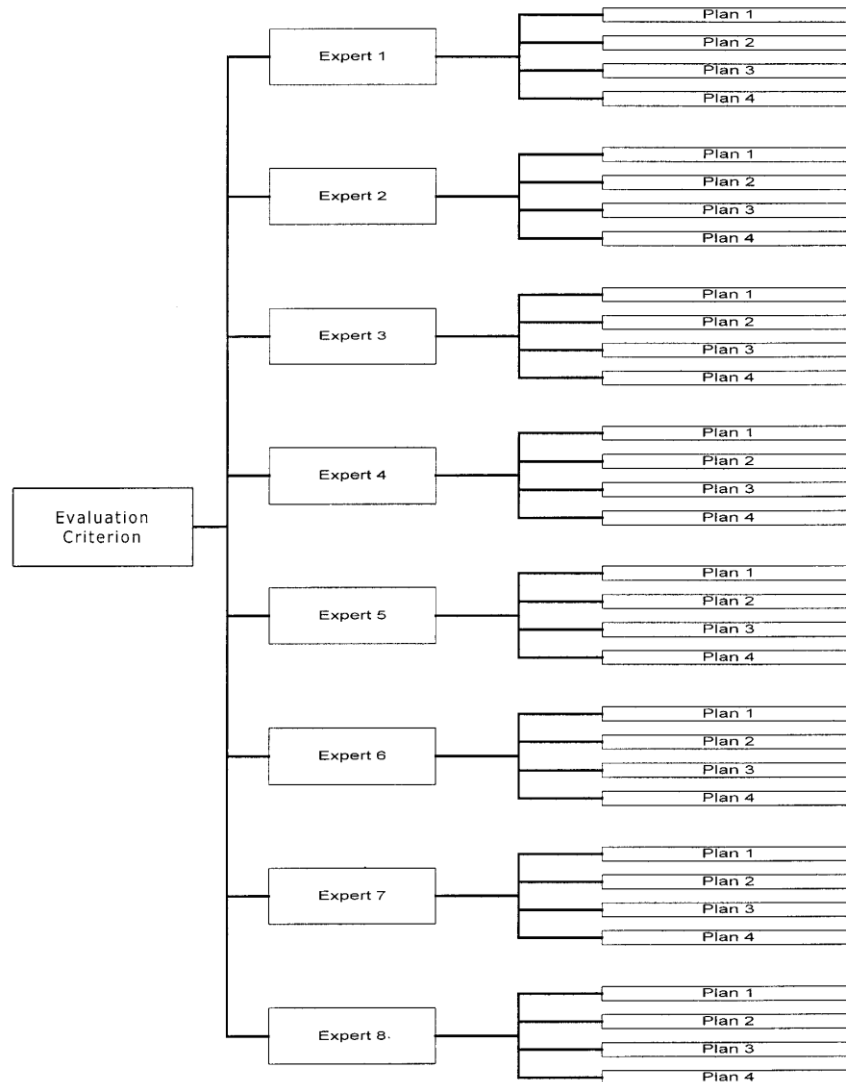 Evaluation
Criterion
Expert 1
Plan 1
Plan 2
Plan 3
Plan 4
Expert 2
Plan 1
Plan 2
Plan 3
Plan 4
Expert 3
Plan 1
Plan 2
Plan 3
Plan 4
Expert 4
Plan 1
Plan 2
Plan 3
Plan 4
Expert 5
Plan 1
Plan 2
Plan 3
Plan 4
Expert 6
Plan 1
Plan 2
Plan 3
Plan 4
Expert 7
Plan 1
Plan 2
Plan 3
Plan 4
Expert 8
Plan 1
Plan 2
Plan 3
Plan 4